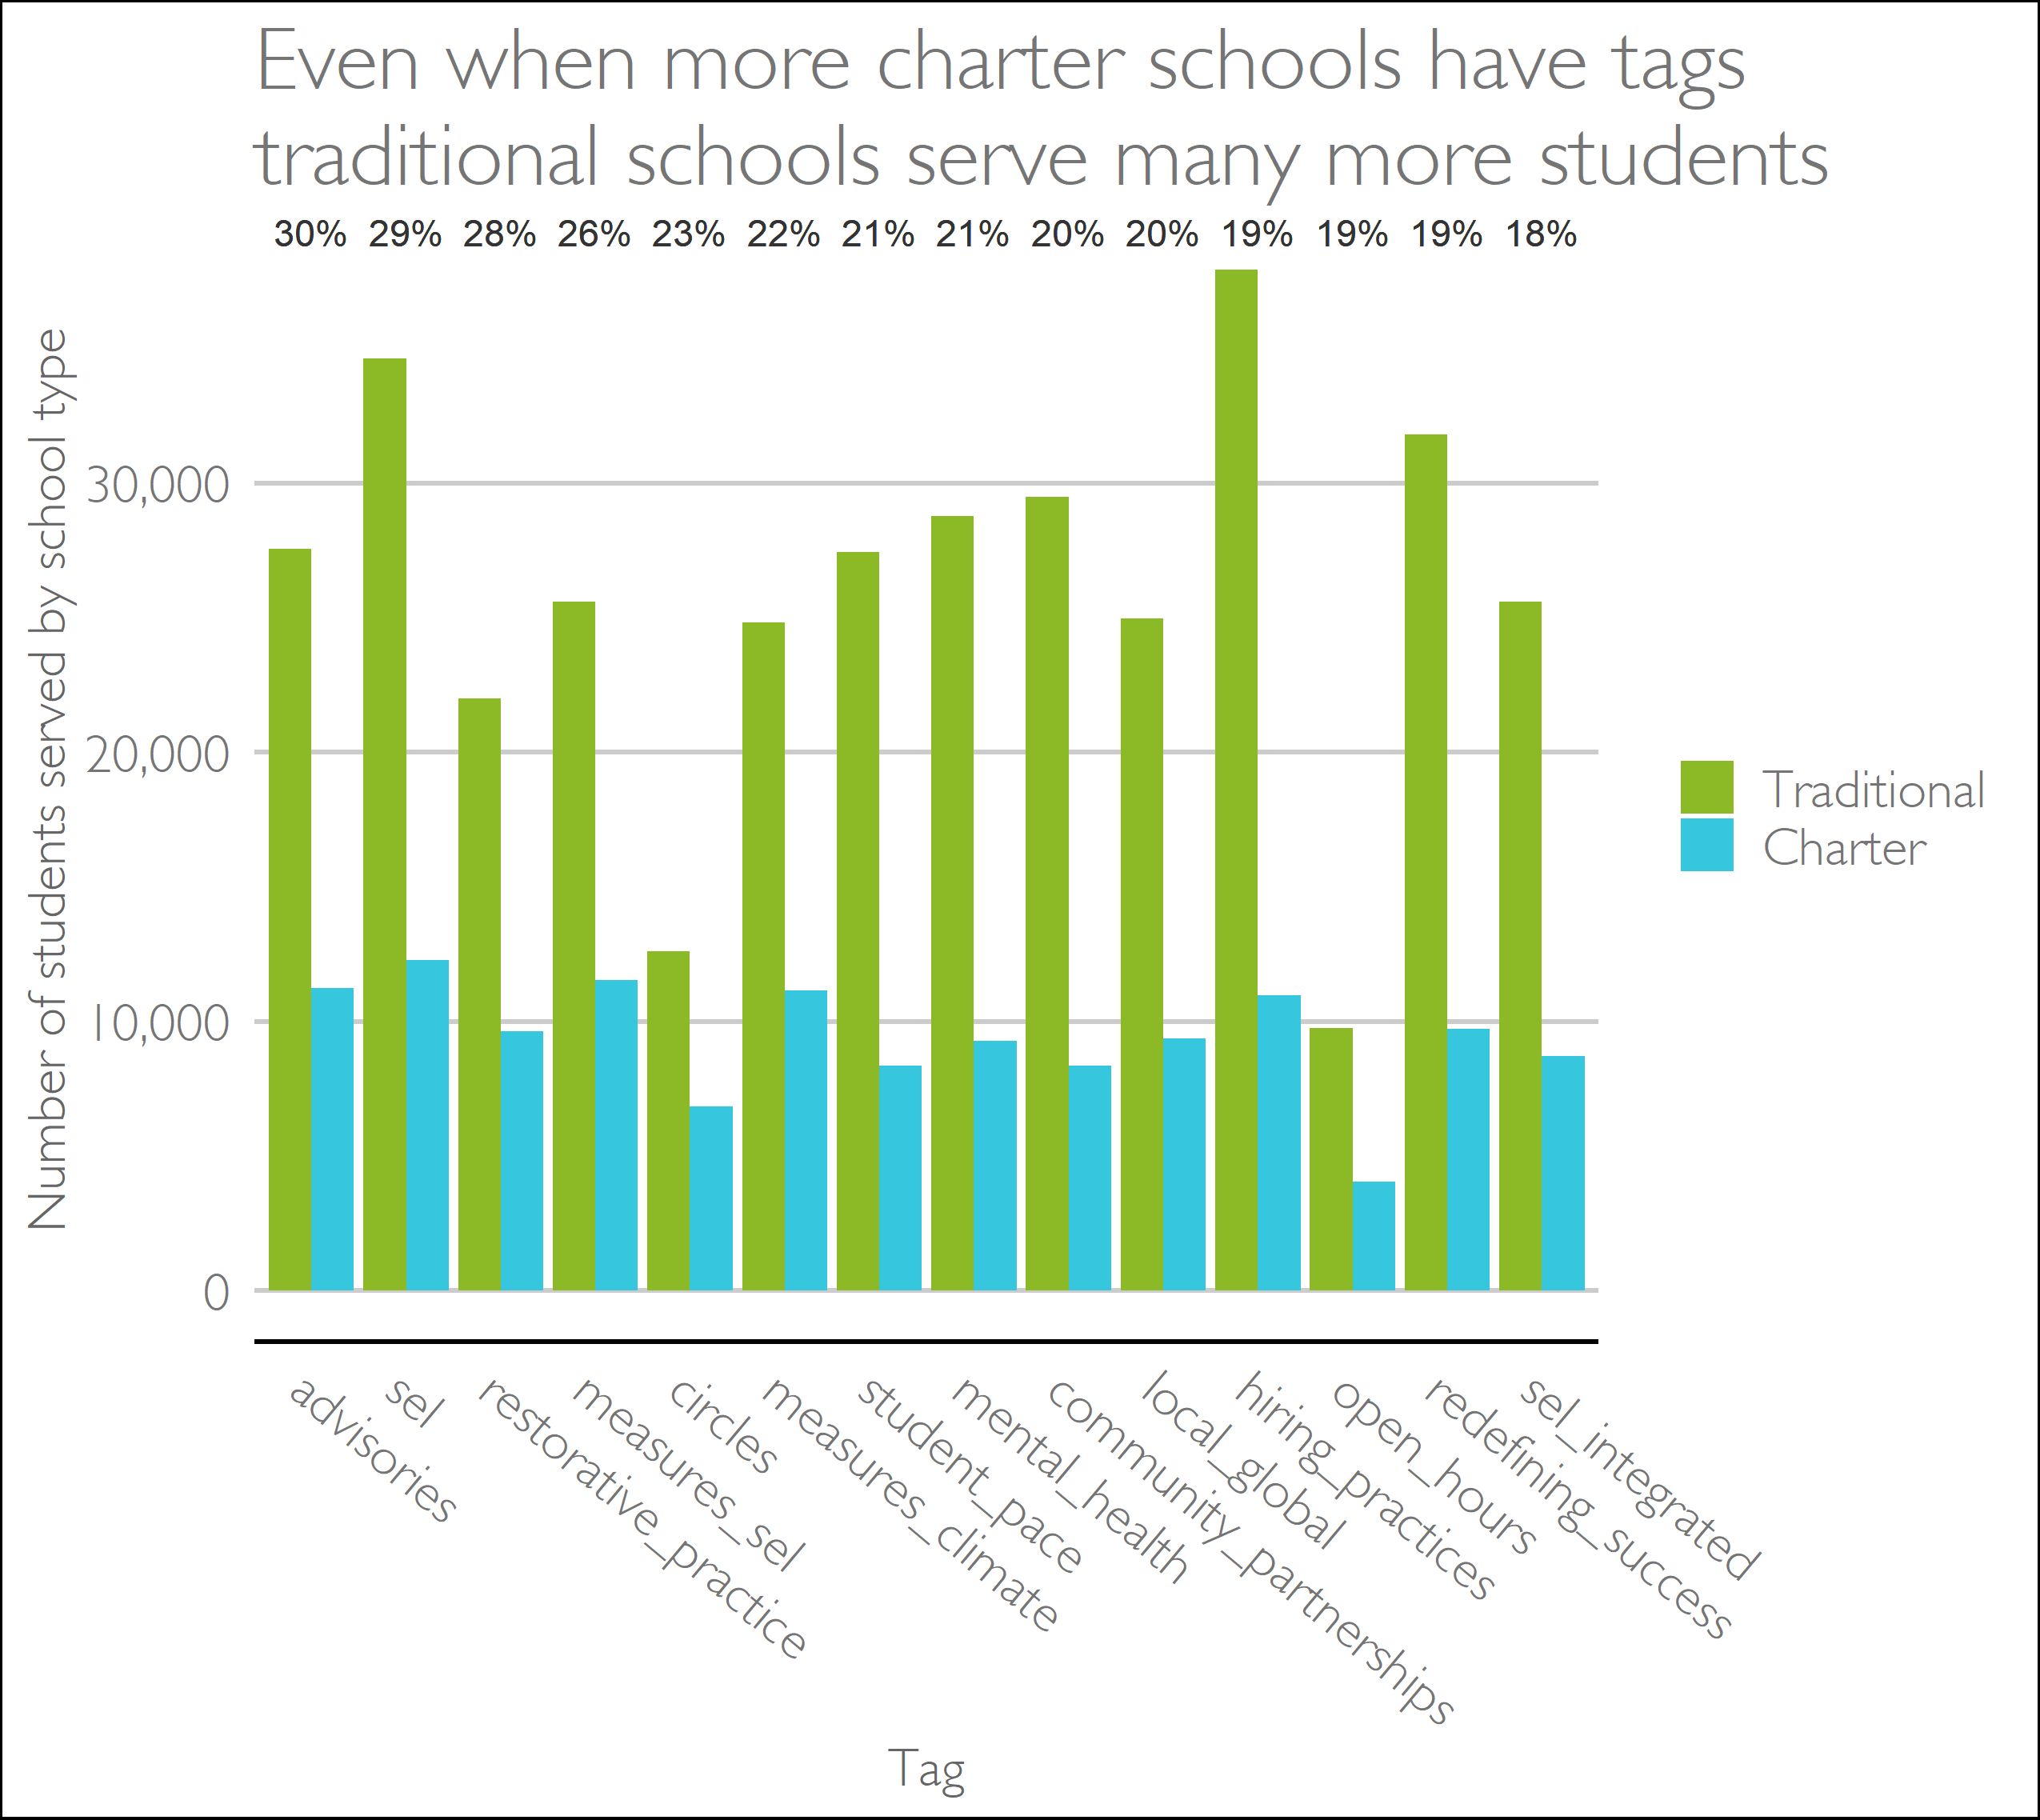 Even when more charter schools have tags
traditional schools serve many more students
30% 29% 28% 26% 23% 22% 21% 21% 20% 20% 19% 19% 19% 18%
Number of students served by school type
30,000
20,000
10,000
0
Traditional
Charter
advisories
sel
restorative_practice
measures_sel
circles
measures_climate
student_pace
mental_health
community_partnerships
local_global
hiring_practices
open_hours
redefining_success
sel_integrated
Tag